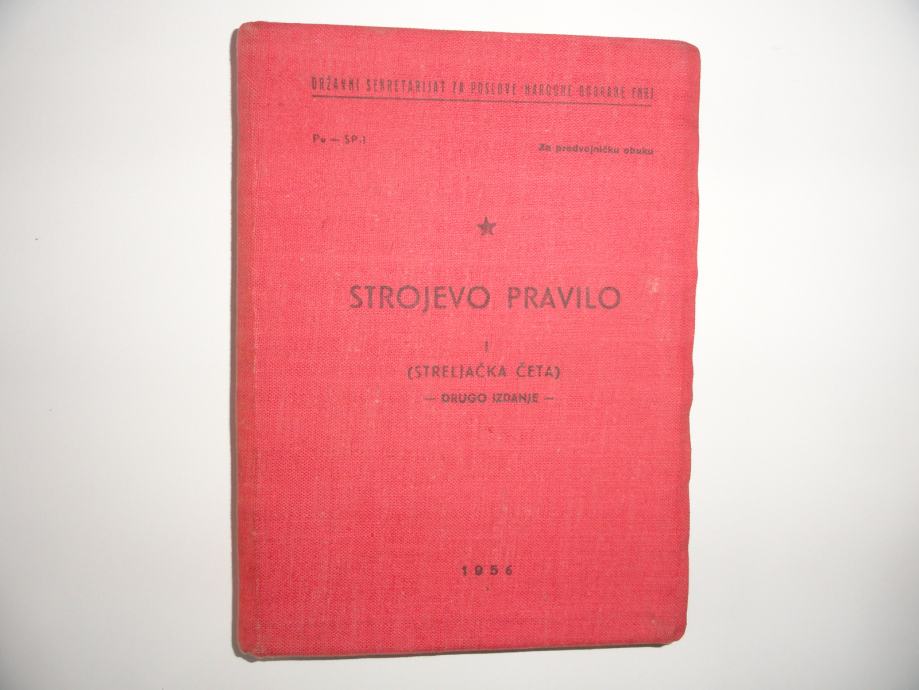 DRŽAVNI SEKRETARIJAT ZA POSLOVE NARODNE ODBRANE FNRJ
Pe — SP-1
Za predvojničku obuku
STROJEVO PRAVILO
I
(STRELJAČKA ČETA)
— DRUGO IZDANJE —
1956